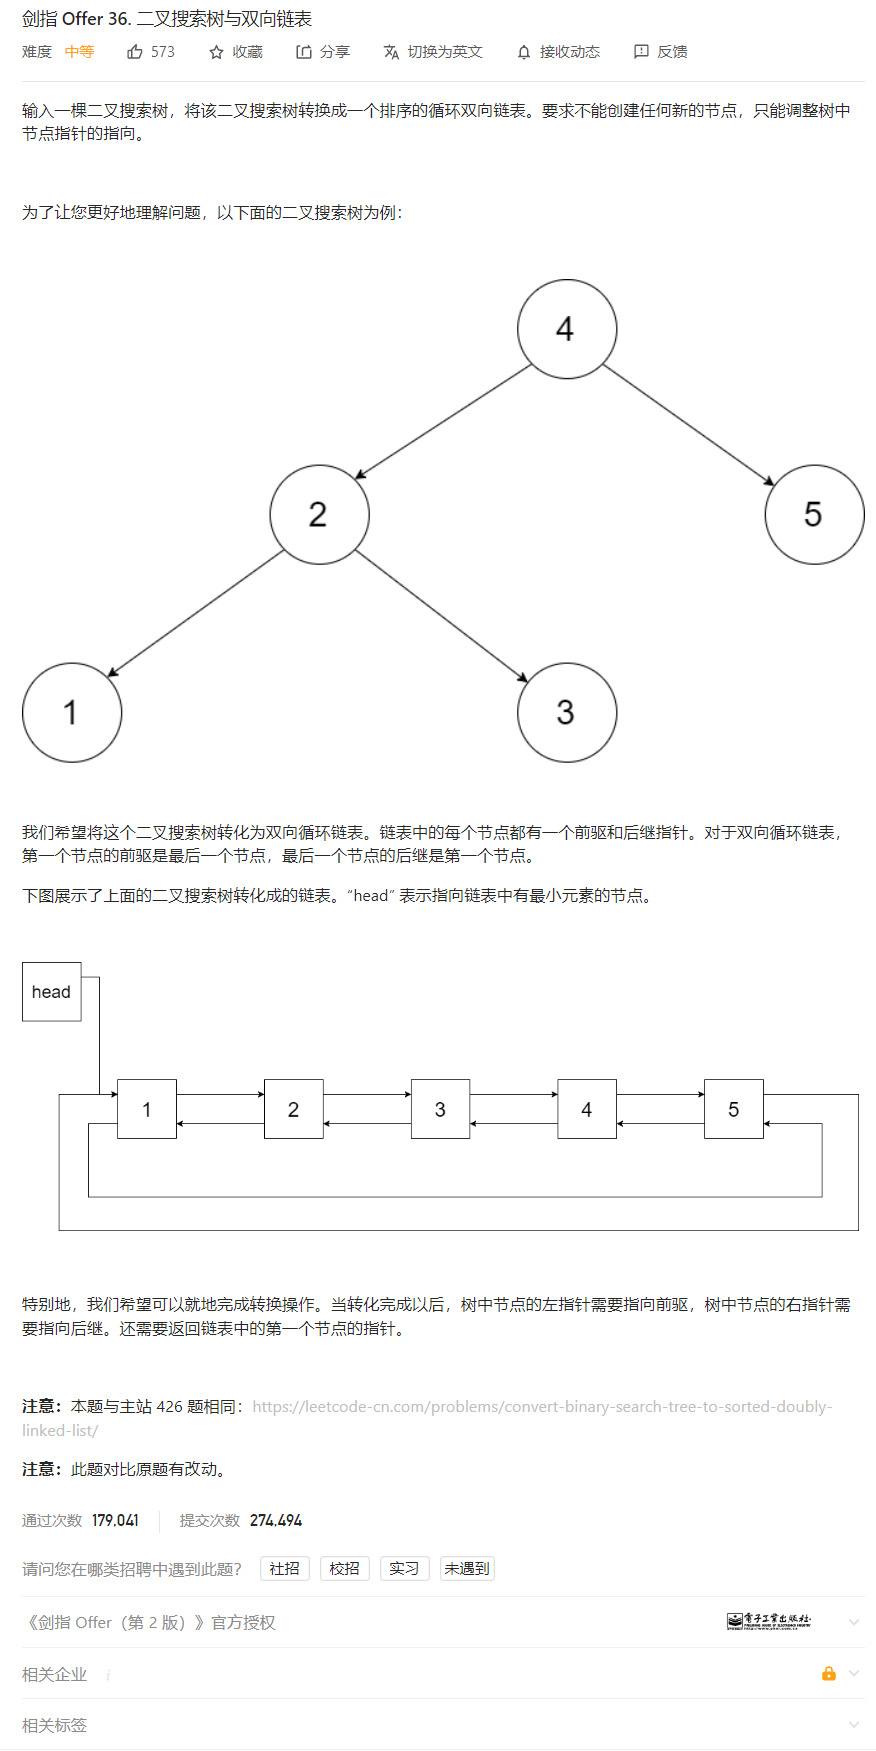 剑指 Offer 36. 二叉搜索树与双向链表
难度 中等 573 收藏 分享 切换为英文 接收动态 反馈
输入一棵二叉搜索树，将该二叉搜索树转换成一个排序的循环双向链表。要求不能创建任何新的节点，只能调整树中
节点指针的指向。
为了让您更好地理解问题，以下面的二叉搜索树为例：
4
2
5
1
3
我们希望将这个二叉搜索树转化为双向循环链表。链表中的每个节点都有一个前驱和后继指针。对于双向循环链表，
第一个节点的前驱是最后一个节点，最后一个节点的后继是第一个节点。
下图展示了上面的二叉搜索树转化成的链表。“head” 表示指向链表中有最小元素的节点。
head
1 2 3 4 5
特别地，我们希望可以就地完成转换操作。当转化完成以后，树中节点的左指针需要指向前驱，树中节点的右指针需
要指向后继。还需要返回链表中的第一个节点的指针。
注意：本题与主站 426 题相同：https://leetcode-cn.com/problems/convert-binary-search-tree-to-sorted-doubly-
linked-list/
注意：此题对比原题有改动。
通过次数 179,041 提交次数 274,494
请问您在哪类招聘中遇到此题？ 社招 校招 实习 未遇到
《剑指 Offer（第 2 版）》官方授权 電子工業出版社
相关企业 i
相关标签